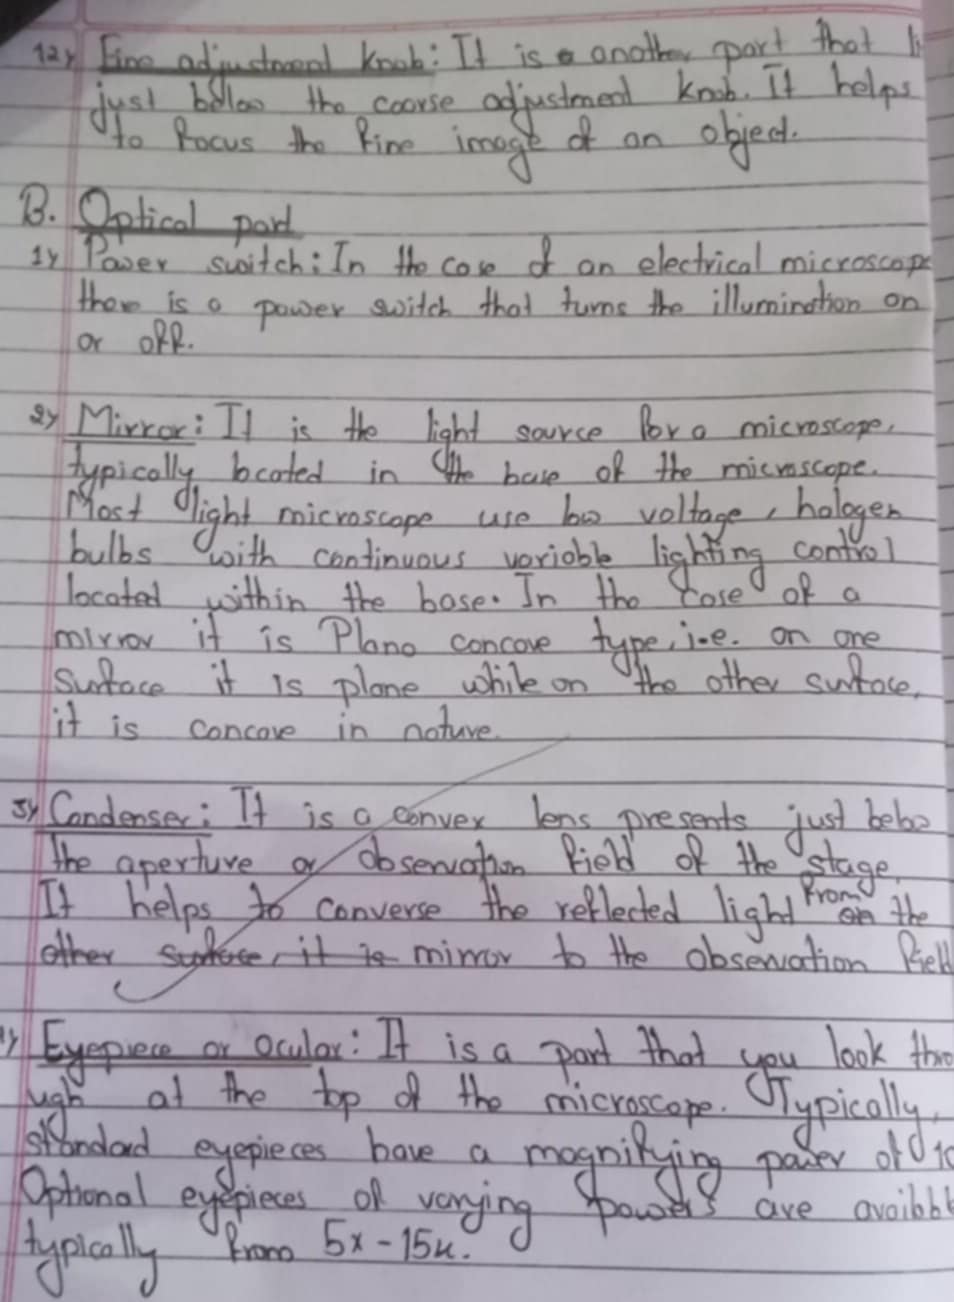 12) Fine adjustment knob: It is a another part that li
just below the coarse adjustment knob. It helps
to focus the fine image of an object.
B. Optical part
1) Power switch: In the case of an electrical microscope
there is a power switch that turns the illumination on
or off.
2) Mirror: It is the light source for a microscope,
typically located in the base of the microscope.
Most light microscope use low voltage, halogen
bulbs with continuous variable lighting control
located within the base. In the case of a
mirror it is Plano concave type, i.e. on one
surface it is plane while on the other surface,
it is concave in nature.
3) Condenser: It is a convex lens presents just below
the aperture or observation field of the stage.
It helps to converse the reflected light from on the
other surface, it is mirror to the observation field
4) Eyepiece or Ocular: It is a part that you look thro
ugh at the top of the microscope. Typically,
standard eyepieces have a magnifying power of 10
Optional eyepieces of varying powers are availabl
typically from 5x - 15x.